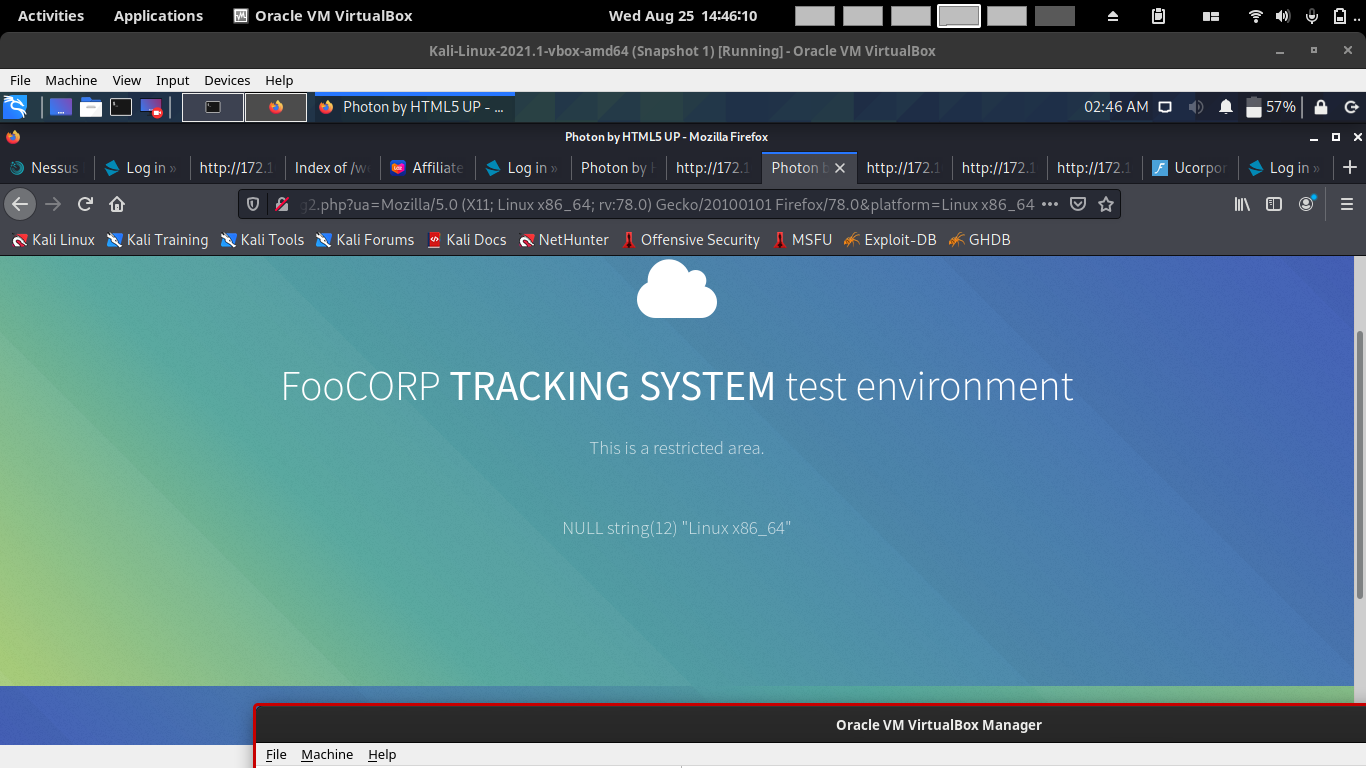 Activities Applications Oracle VM VirtualBox Wed Aug 25 14:46:10
Kali-Linux-2021.1-vbox-amd64 (Snapshot 1) [Running] - Oracle VM VirtualBox
File Machine View Input Devices Help
Photon by HTML5 UP - ... 02:46 AM 57%
Photon by HTML5 UP - Mozilla Firefox
Nessus Log in » http://172.1 Index of /w Affiliate Log in » Photon by http://172.1 Photon b http://172.1 http://172.1 http://172.1 Ucorpor Log in »
g2.php?ua=Mozilla/5.0 (X11; Linux x86_64; rv:78.0) Gecko/20100101 Firefox/78.0&platform=Linux x86_64
Kali Linux Kali Training Kali Tools Kali Forums Kali Docs NetHunter Offensive Security MSFU Exploit-DB GHDB
FooCORP TRACKING SYSTEM test environment
This is a restricted area.
NULL string(12) "Linux x86_64"
Oracle VM VirtualBox Manager
File Machine Help